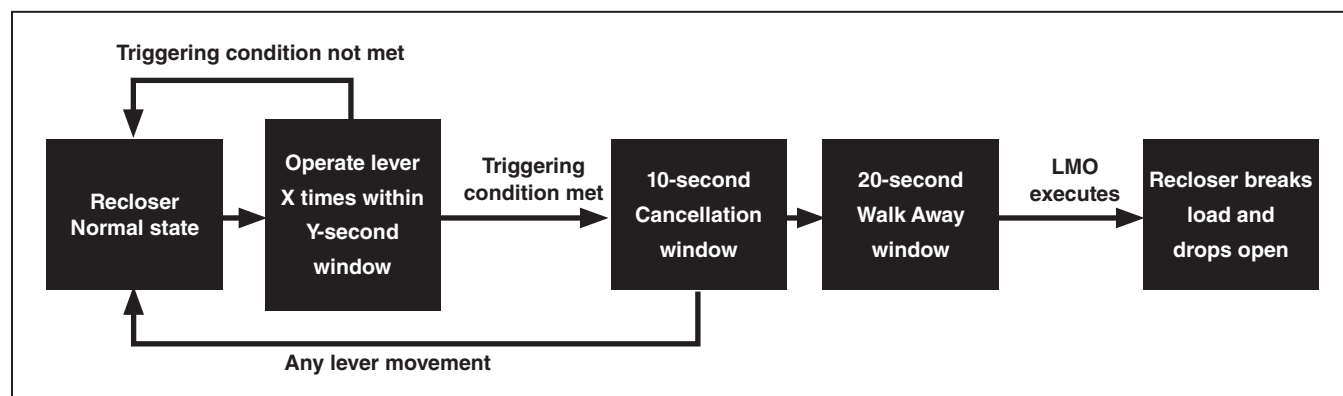 Triggering condition not met
Recloser
Normal state
Operate lever
X times within
Y-second
window
Triggering
condition met
10-second
Cancellation
window
20-second
Walk Away
window
LMO
executes
Recloser breaks
load and
drops open
Any lever movement